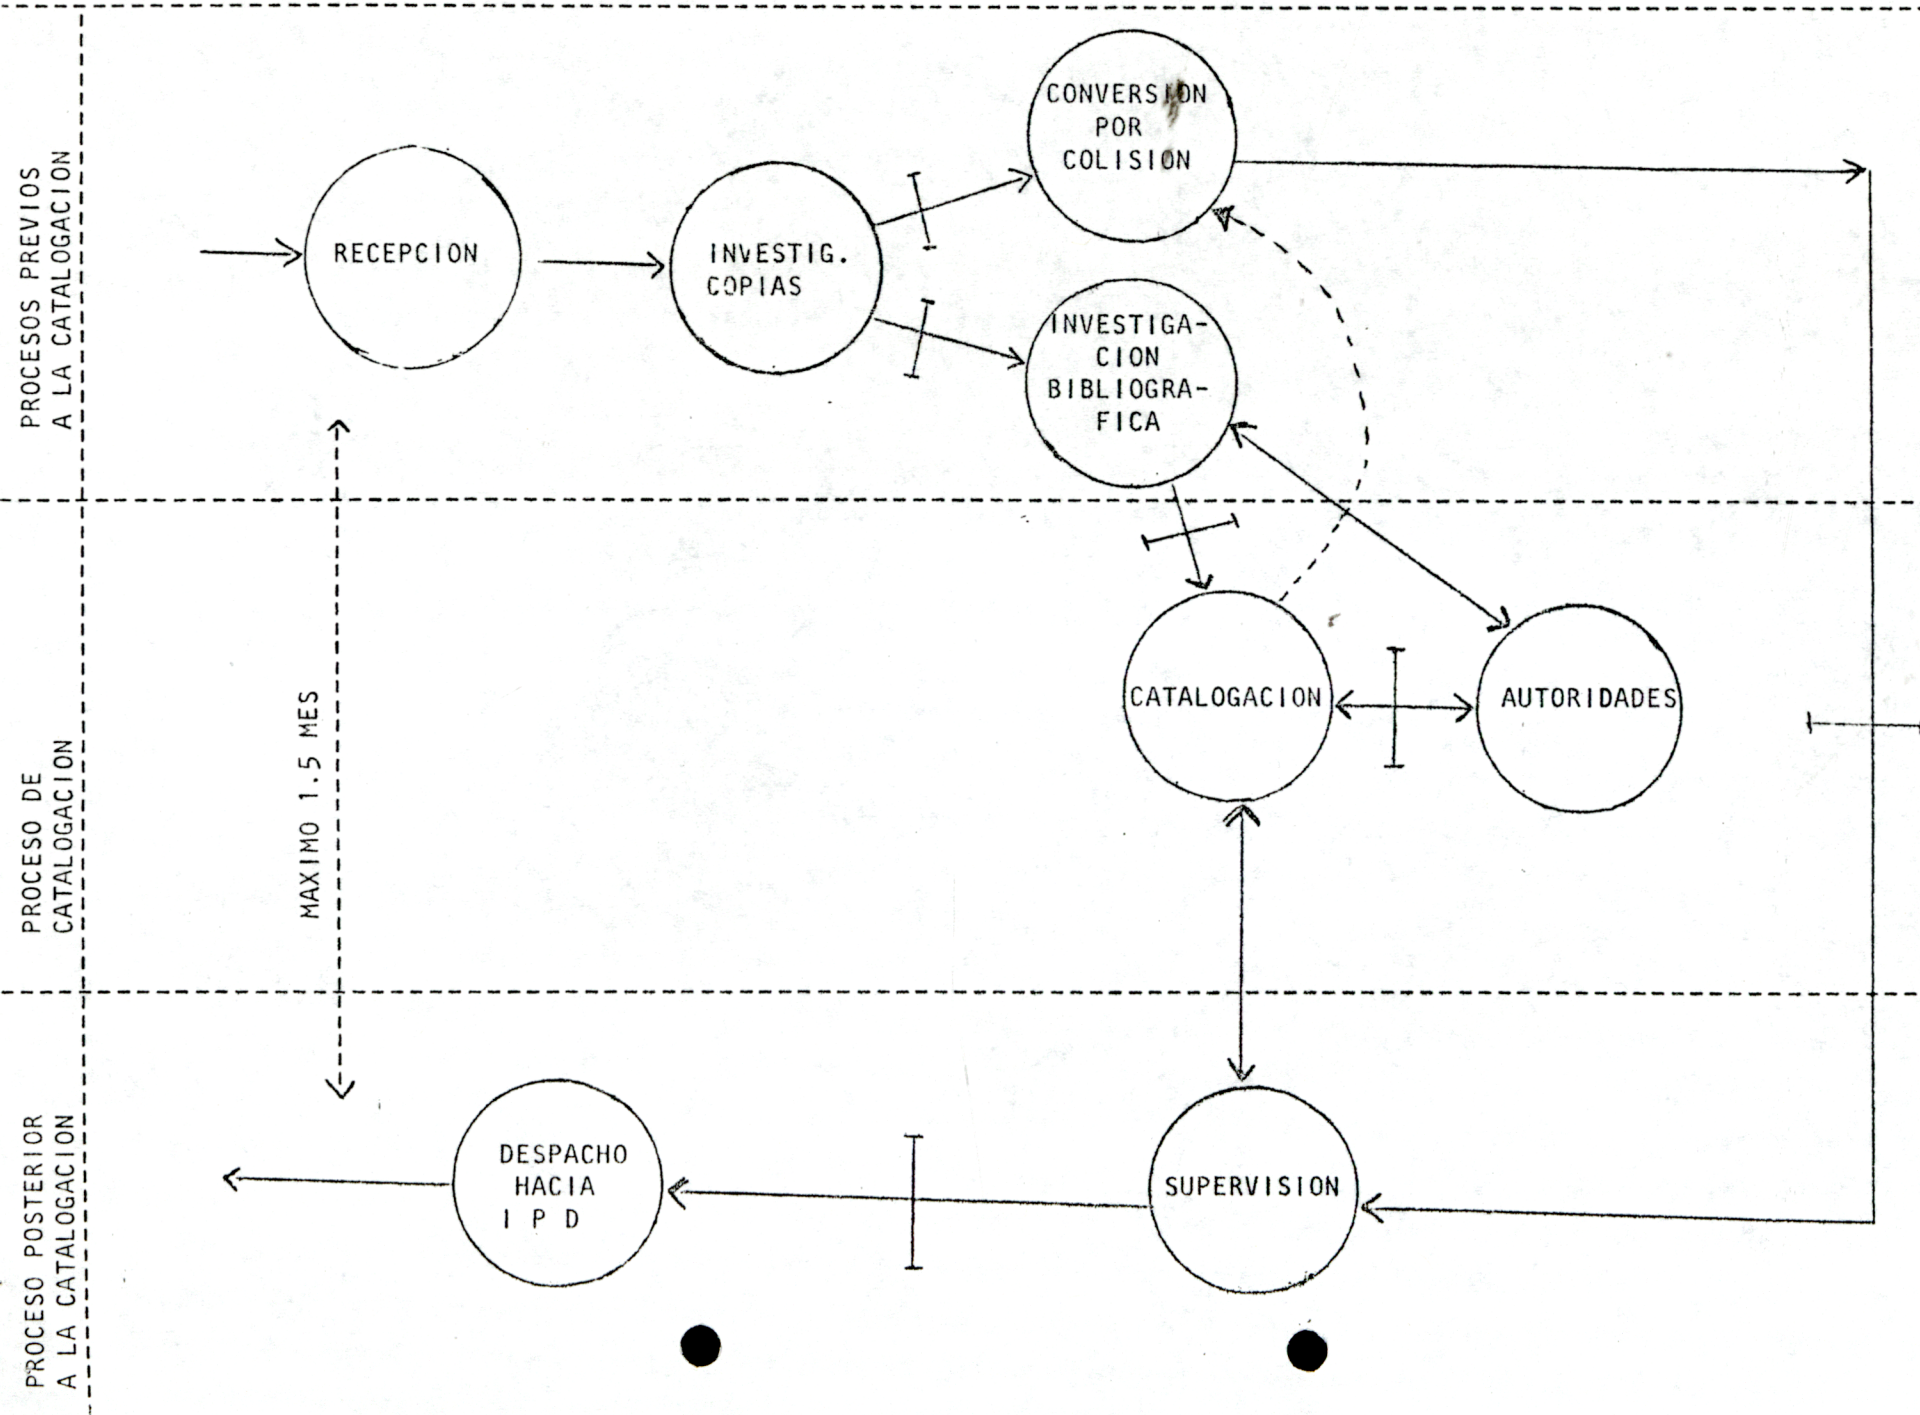 PROCESOS PREVIOS
A LA CATALOGACION
RECEPCION
INVESTIG.
COPIAS
CONVERSION
POR
COLISION
INVESTIGA-
CION
BIBLIOGRA-
FICA
PROCESO DE
CATALOGACION
MAXIMO 1.5 MES
CATALOGACION
AUTORIDADES
PROCESO POSTERIOR
A LA CATALOGACION
DESPACHO
HACIA
I P D
SUPERVISION